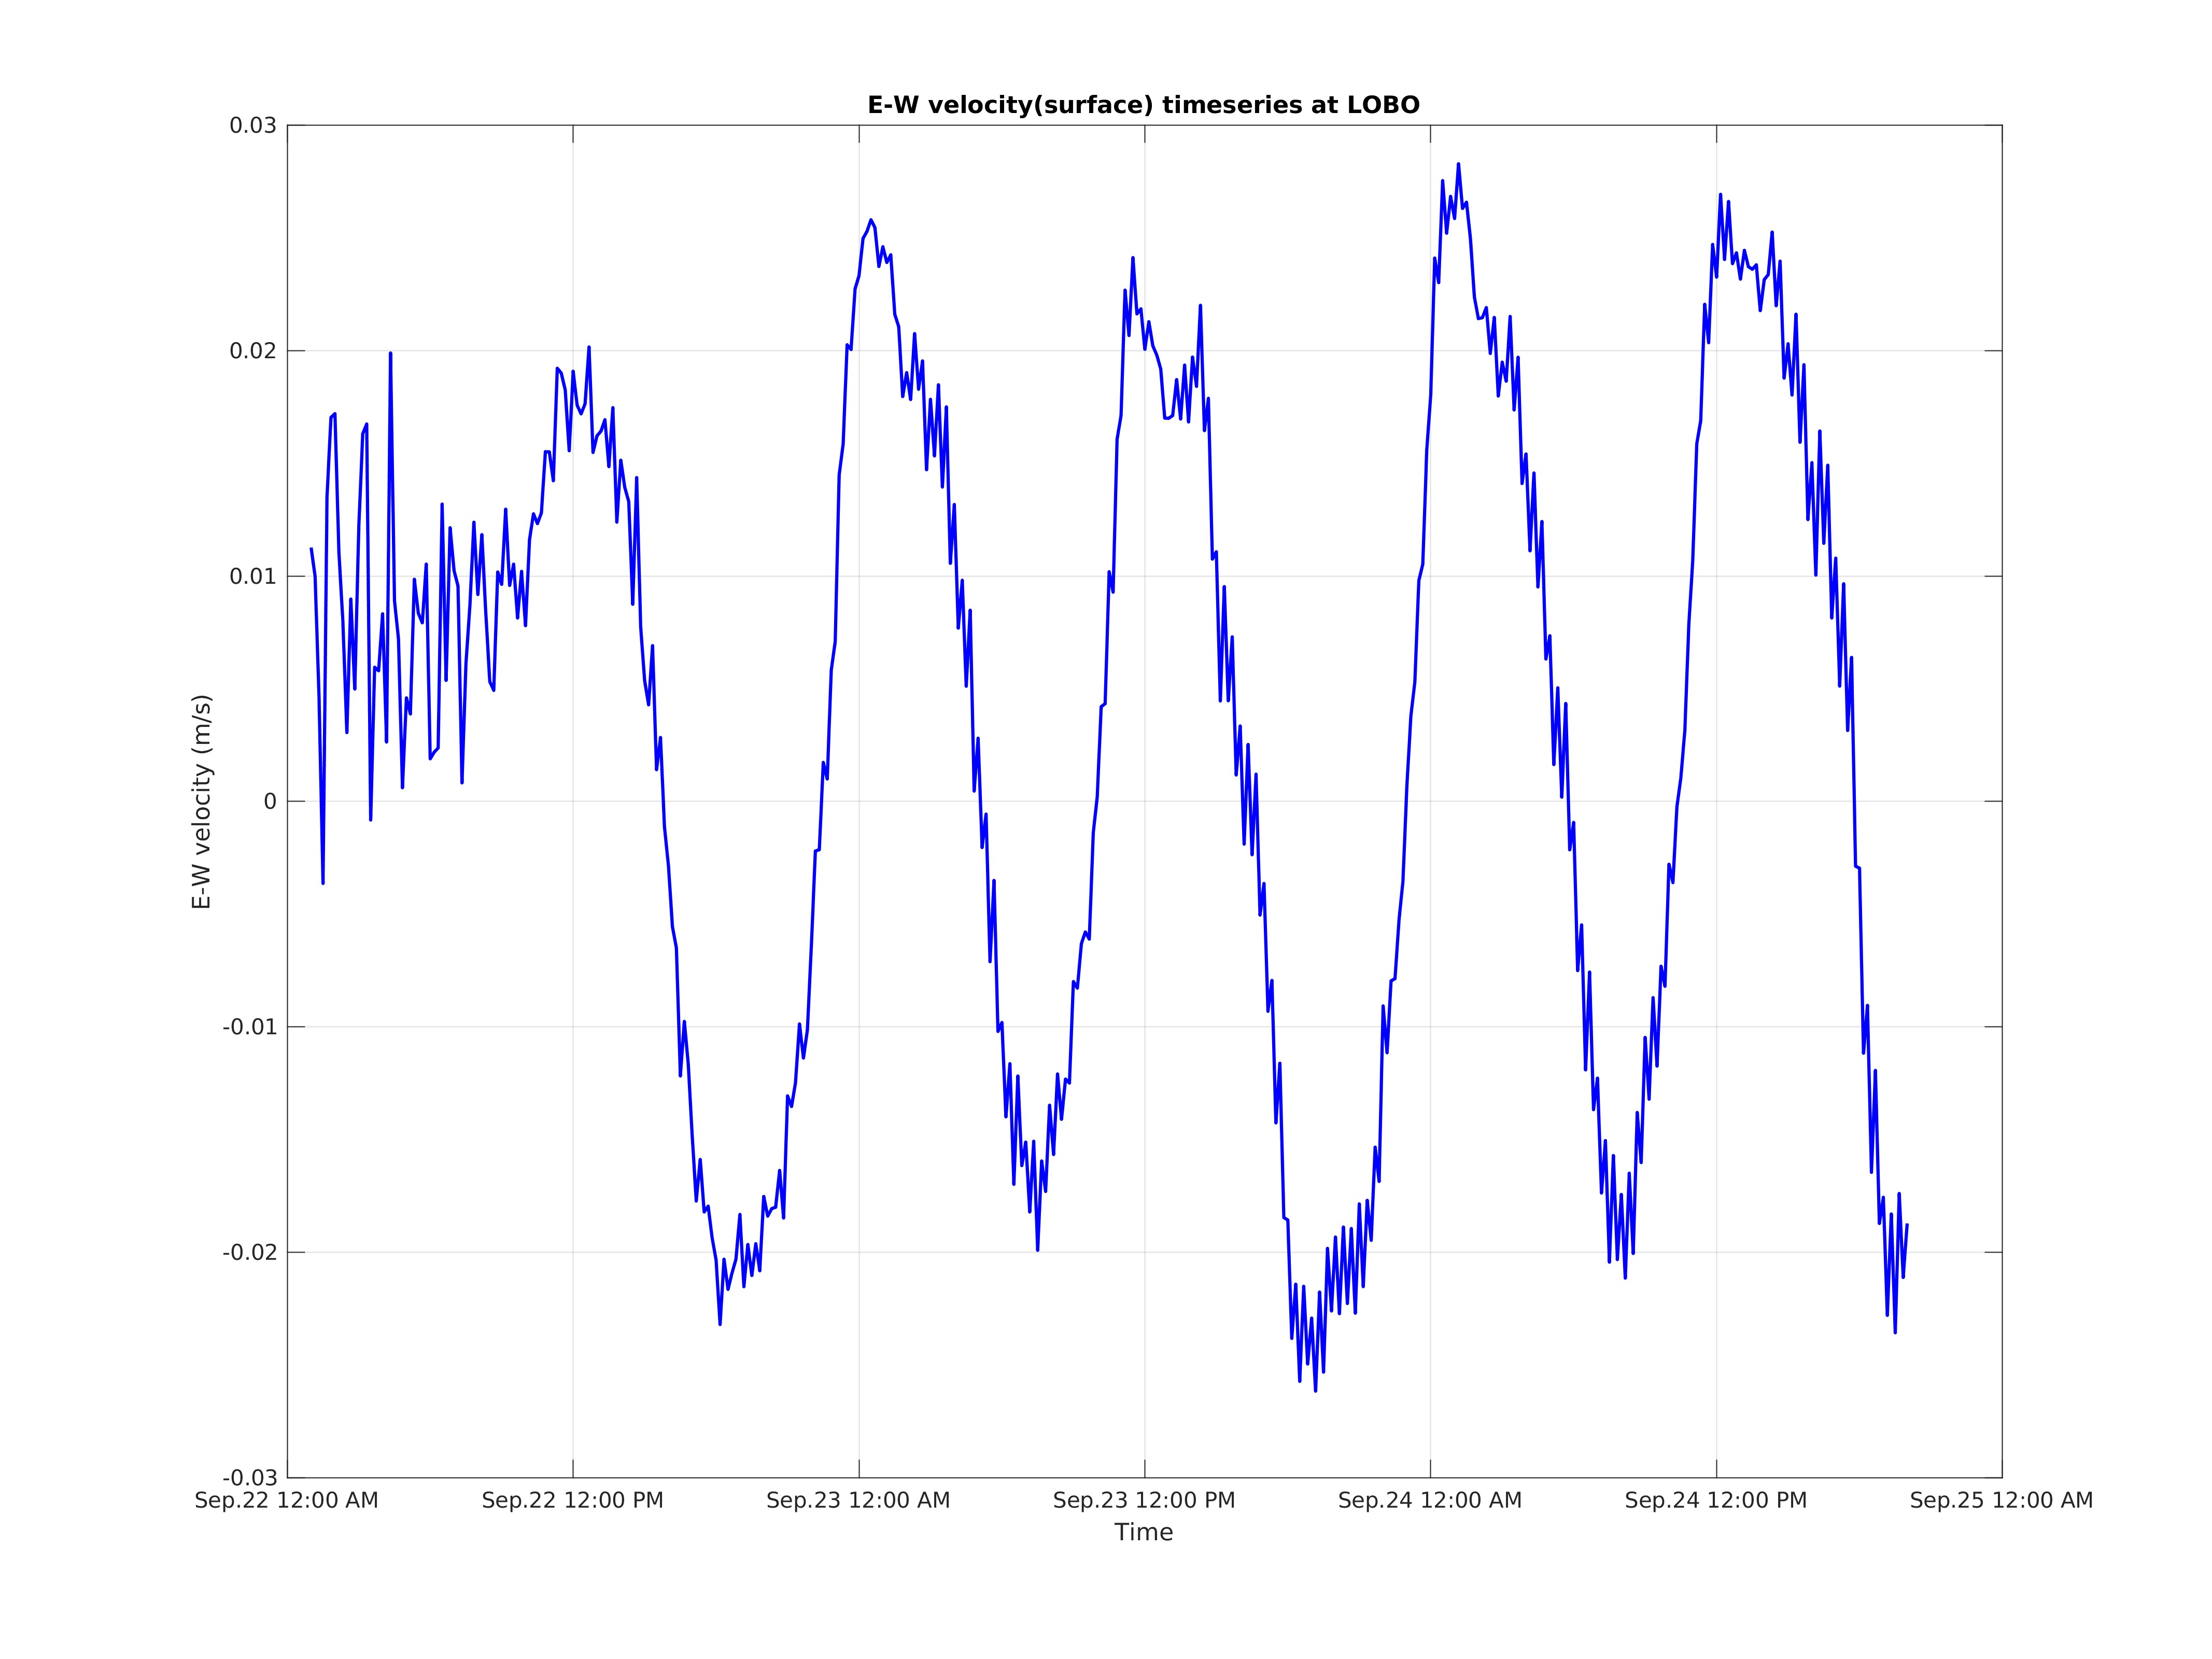 E-W velocity(surface) timeseries at LOBO
0.03
0.02
0.01
0
-0.01
-0.02
-0.03
E-W velocity (m/s)
Sep.22 12:00 AM Sep.22 12:00 PM Sep.23 12:00 AM Sep.23 12:00 PM Sep.24 12:00 AM Sep.24 12:00 PM Sep.25 12:00 AM
Time